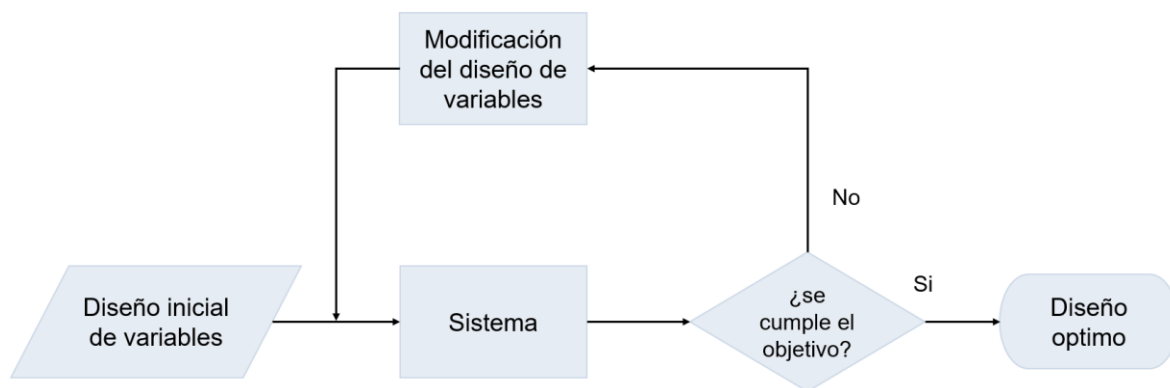 Modificación
del diseño de
variables
No
Diseño inicial
de variables
Sistema
¿se
cumple el
objetivo?
Si
Diseño
optimo